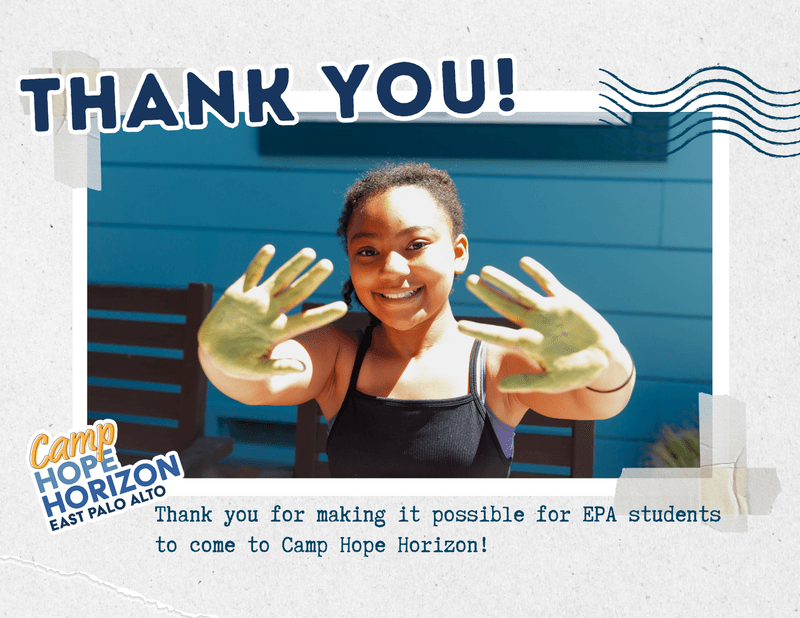 THANK YOU!
Camp
HOPE
HORIZON
EAST PALO ALTO
Thank you for making it possible for EPA students
to come to Camp Hope Horizon!